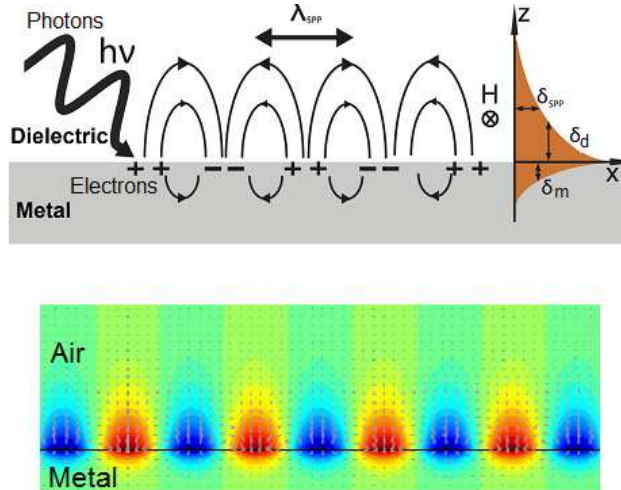 Photons
hν
λSPP
Z
H
δSPP
δd
Dielectric
++ −− ++ −− ++
Electrons
X
δm
Metal
Air
Metal